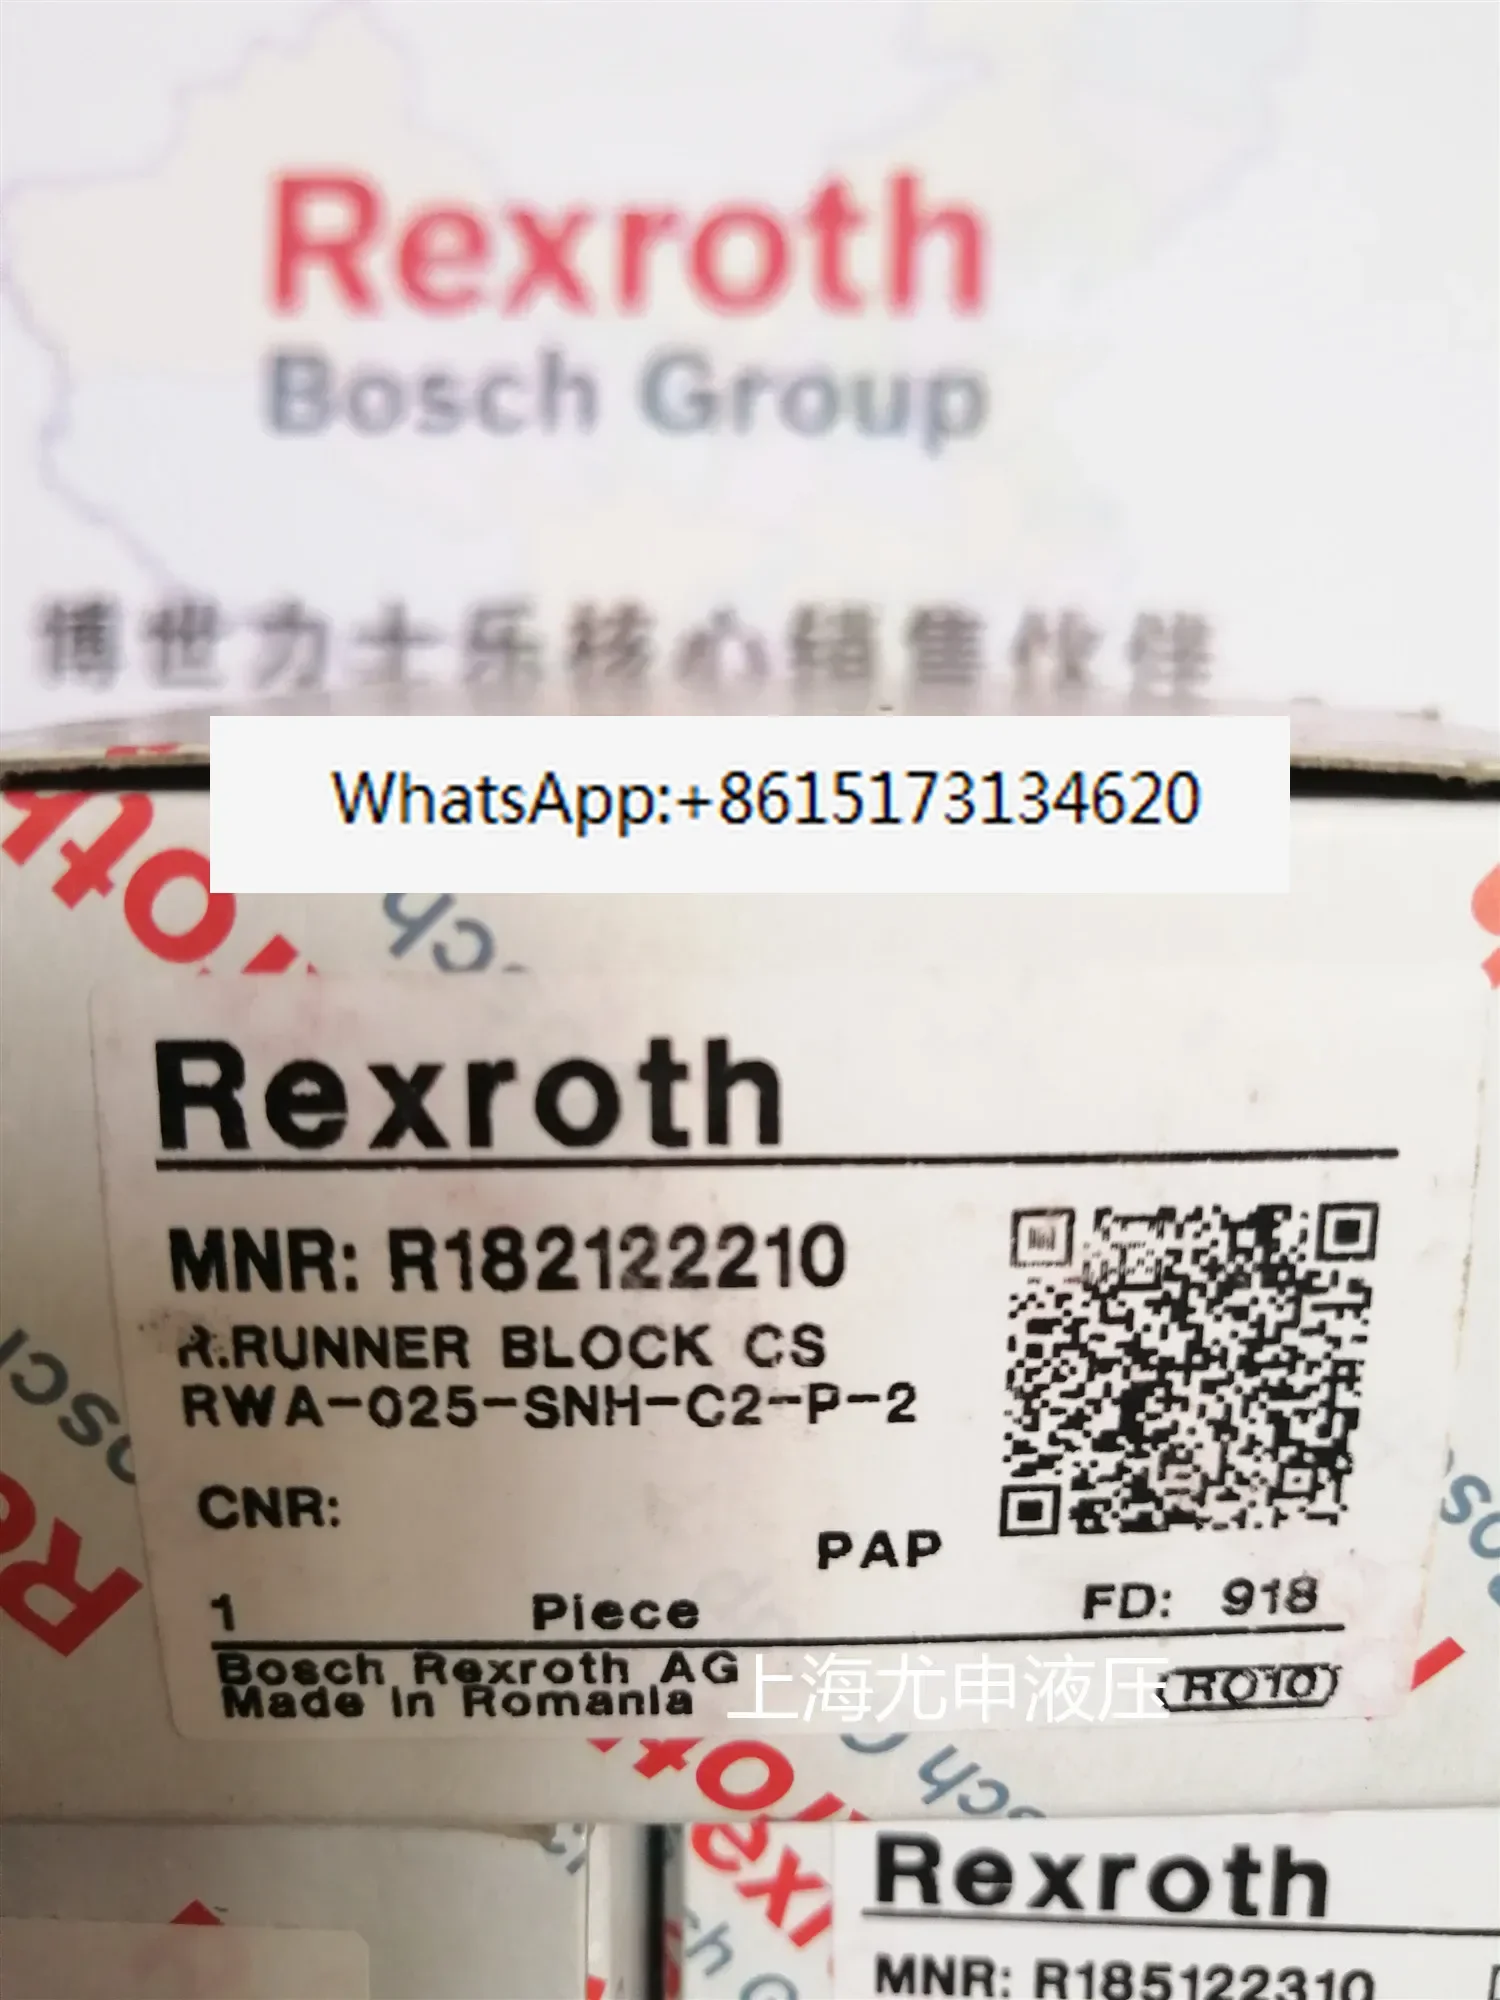 Rexroth
Bosch Group
博世力士乐核心销售伙伴
WhatsApp:+8615173134620
Rexroth
MNR: R182122210
R.RUNNER BLOCK CS
RWA-025-SNH-C2-P-2
CNR:
PAP
1 Piece FD: 918
Bosch Rexroth AG
Made in Romania
上海尤申液压
RO10
Rexroth
MNR: R185122310